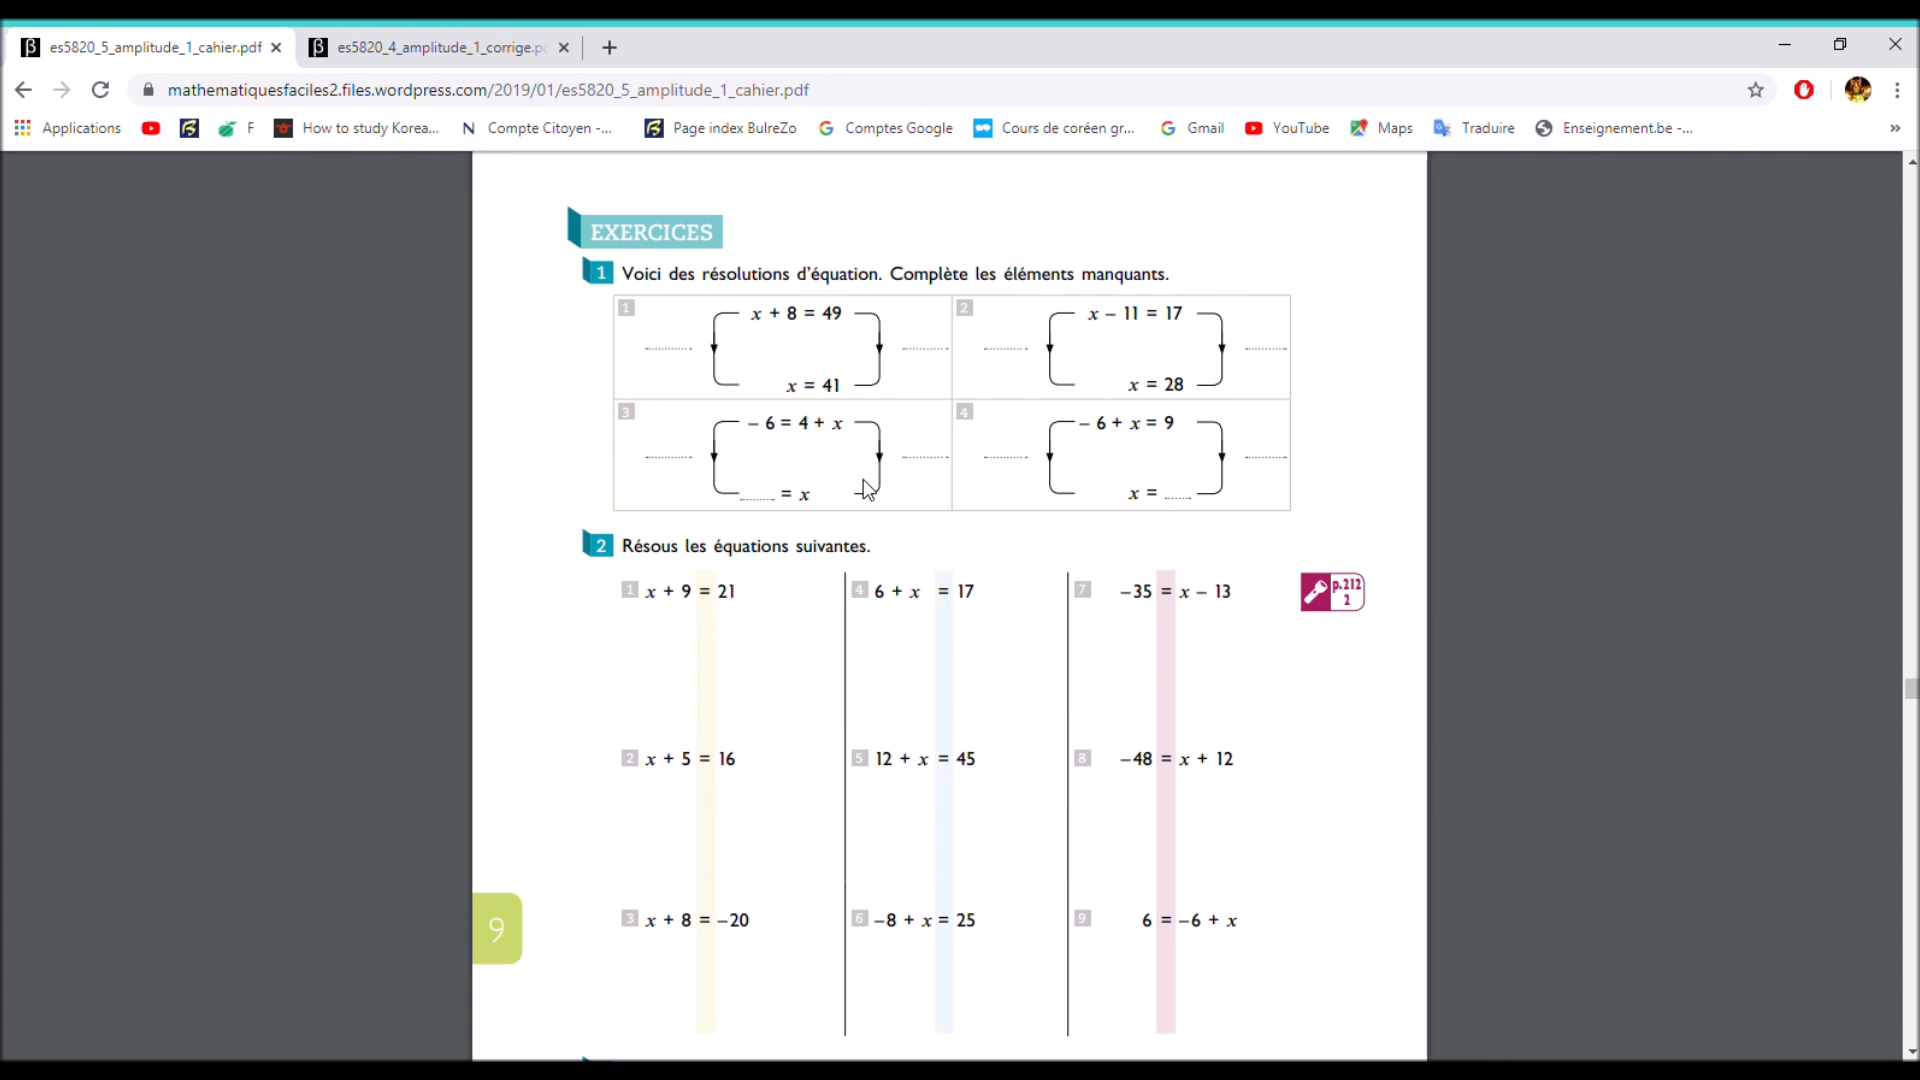 es5820_5_amplitude_1_cahier.pdf
es5820_4_amplitude_1_corrige.p
mathematiquesfaciles2.files.wordpress.com/2019/01/es5820_5_amplitude_1_cahier.pdf
Applications F How to study Korea... N Compte Citoyen -... Page index BulreZo Comptes Google Cours de coréen gr... Gmail YouTube Maps Traduire Enseignement.be -... »
EXERCICES
1 Voici des résolutions d'équation. Complète les éléments manquants.
1 x + 8 = 49 2 x – 11 = 17
.......... .......... .......... ..........
x = 41 x = 28
3 – 6 = 4 + x 4 – 6 + x = 9
.......... .......... .......... ..........
........ = x x = ......
2 Résous les équations suivantes.
1 x + 9 = 21 4 6 + x = 17 7 –35 = x – 13 p.212
2
2 x + 5 = 16 5 12 + x = 45 8 –48 = x + 12
3 x + 8 = –20 6 –8 + x = 25 9 6 = –6 + x
9